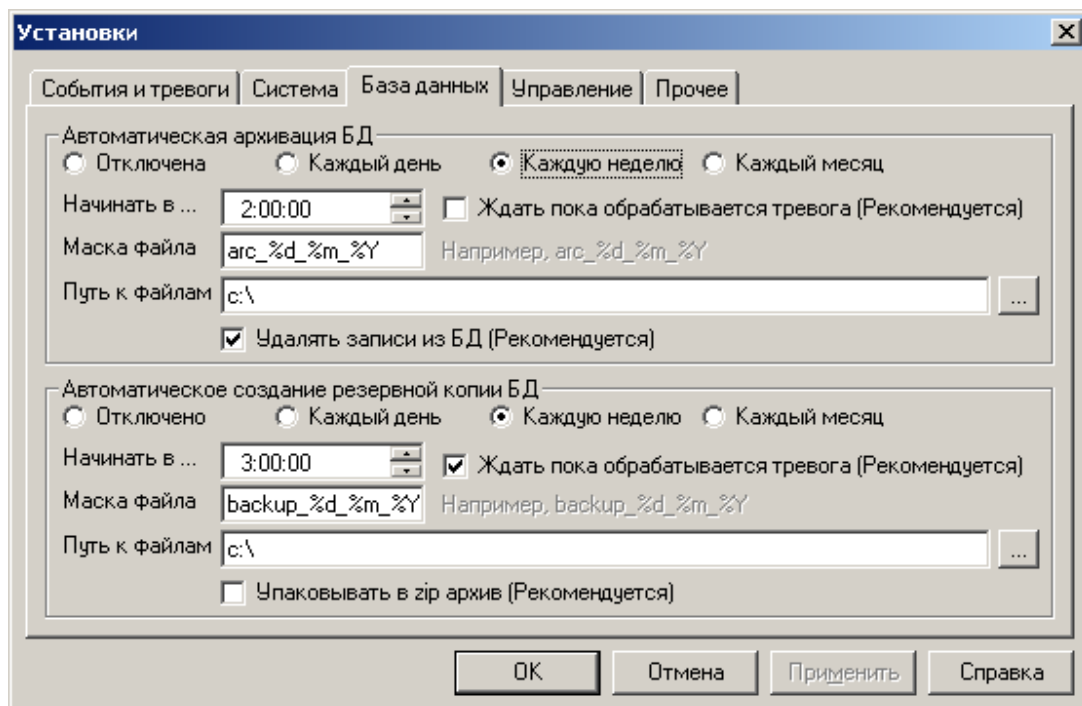 Установки
События и тревоги Система База данных Управление Прочее
Автоматическая архивация БД
Отключена Каждый день Каждую неделю Каждый месяц
Начинать в ... 2:00:00 Ждать пока обрабатывается тревога (Рекомендуется)
Маска файла arc_%d_%m_%Y Например, arc_%d_%m_%Y
Путь к файлам c:\ ...
Удалять записи из БД (Рекомендуется)
Автоматическое создание резервной копии БД
Отключено Каждый день Каждую неделю Каждый месяц
Начинать в ... 3:00:00 Ждать пока обрабатывается тревога (Рекомендуется)
Маска файла backup_%d_%m_%Y Например, backup_%d_%m_%Y
Путь к файлам c:\ ...
Упаковывать в zip архив (Рекомендуется)
OK Отмена Применить Справка